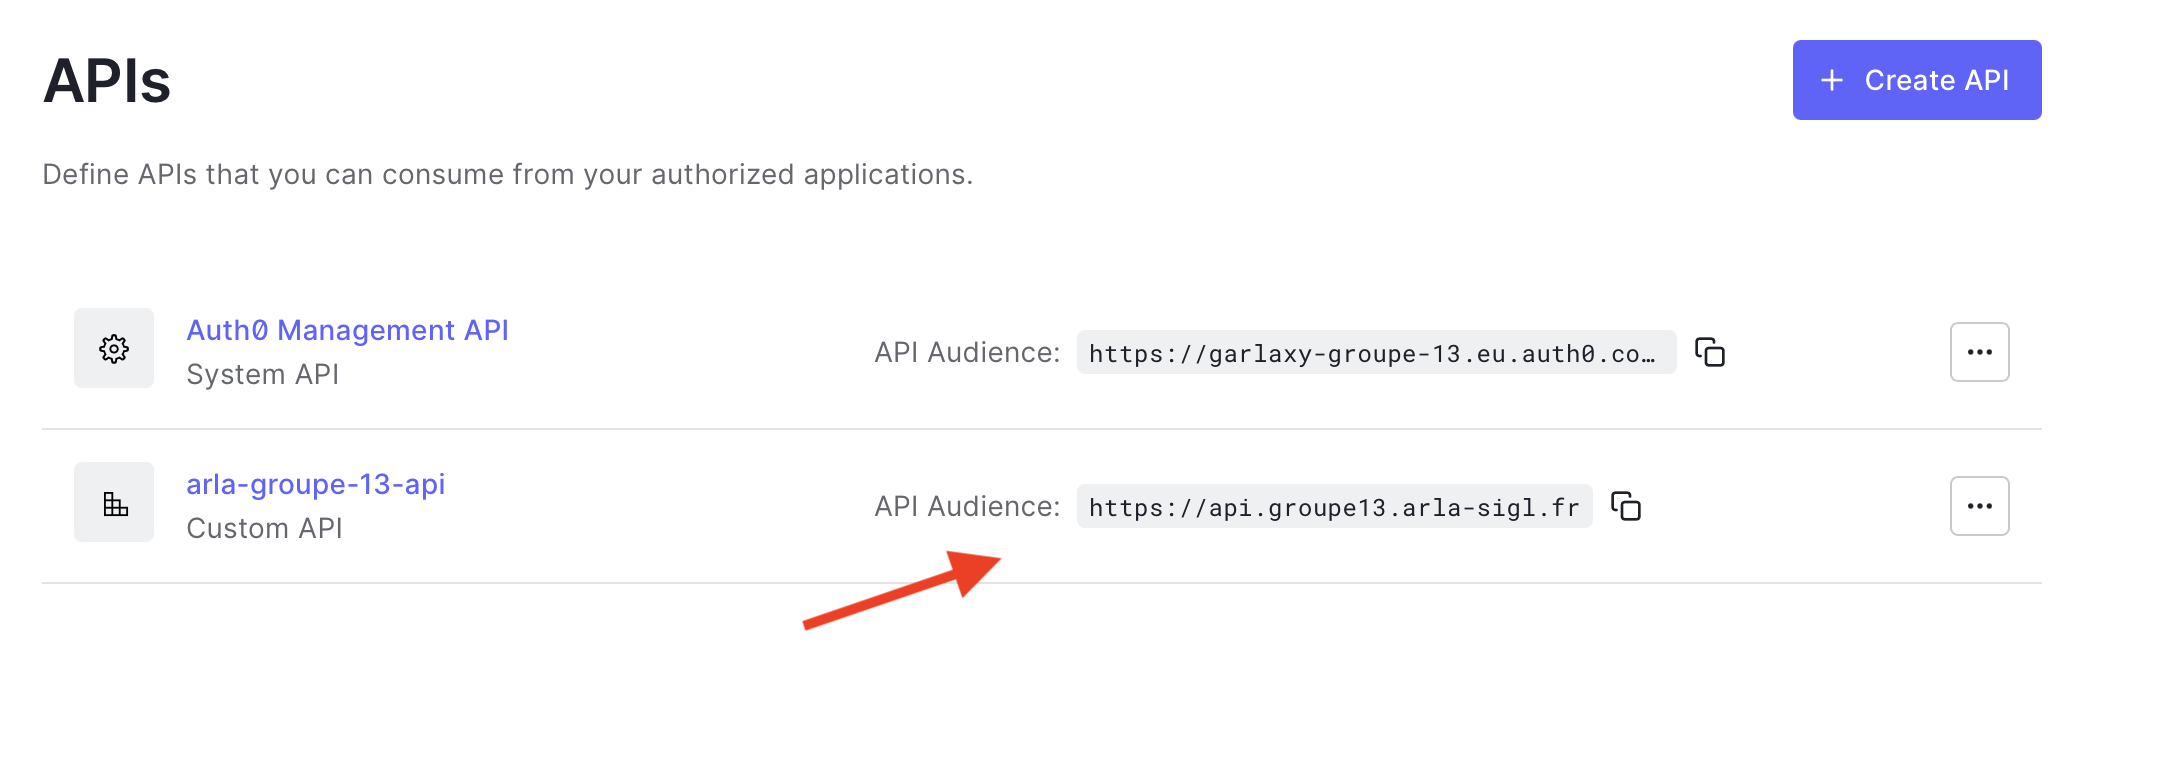 APIs
+ Create API
Define APIs that you can consume from your authorized applications.
Auth0 Management API
System API
API Audience: https://garlaxy-groupe-13.eu.auth0.co…
arla-groupe-13-api
Custom API
API Audience: https://api.groupe13.arla-sigl.fr